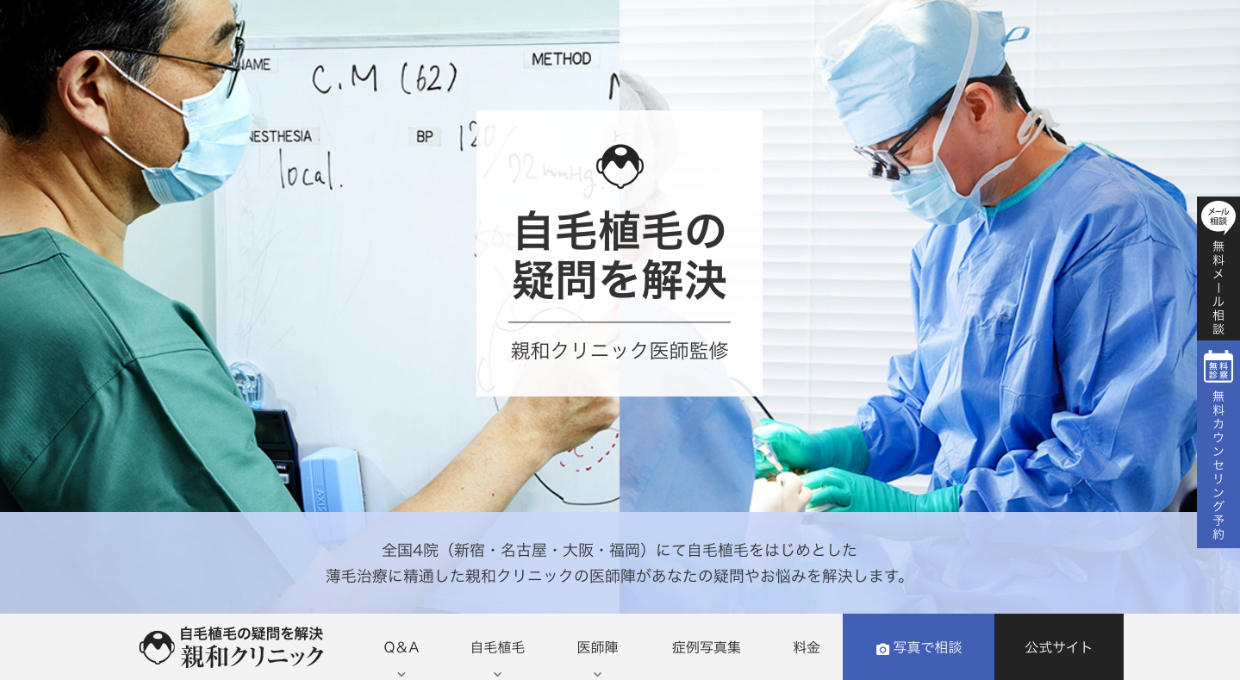 NAME
C.M (62)
METHOD
ANESTHESIA
local.
BP
120/
72 mmHg.
自毛植毛の
疑問を解決
親和クリニック医師監修
メール
相談
無料メール相談
無料
診察
無料カウンセリング予約
全国4院（新宿・名古屋・大阪・福岡）にて自毛植毛をはじめとした
薄毛治療に精通した親和クリニックの医師陣があなたの疑問やお悩みを解決します。
自毛植毛の疑問を解決
親和クリニック
Q&A
自毛植毛
医師陣
症例写真集
料金
写真で相談
公式サイト